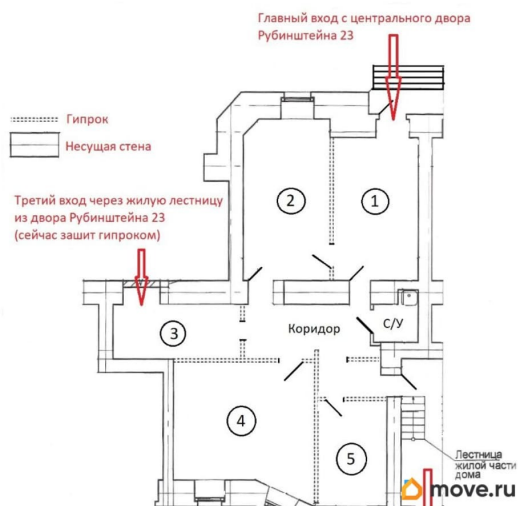 Главный вход с центрального двора
Рубинштейна 23
Гипрок
Несущая стена
Третий вход через жилую лестницу
из двора Рубинштейна 23
(сейчас зашит гипроком)
2
1
3
Коридор
С/У
4
5
Лестница
жилой части
дома
move.ru